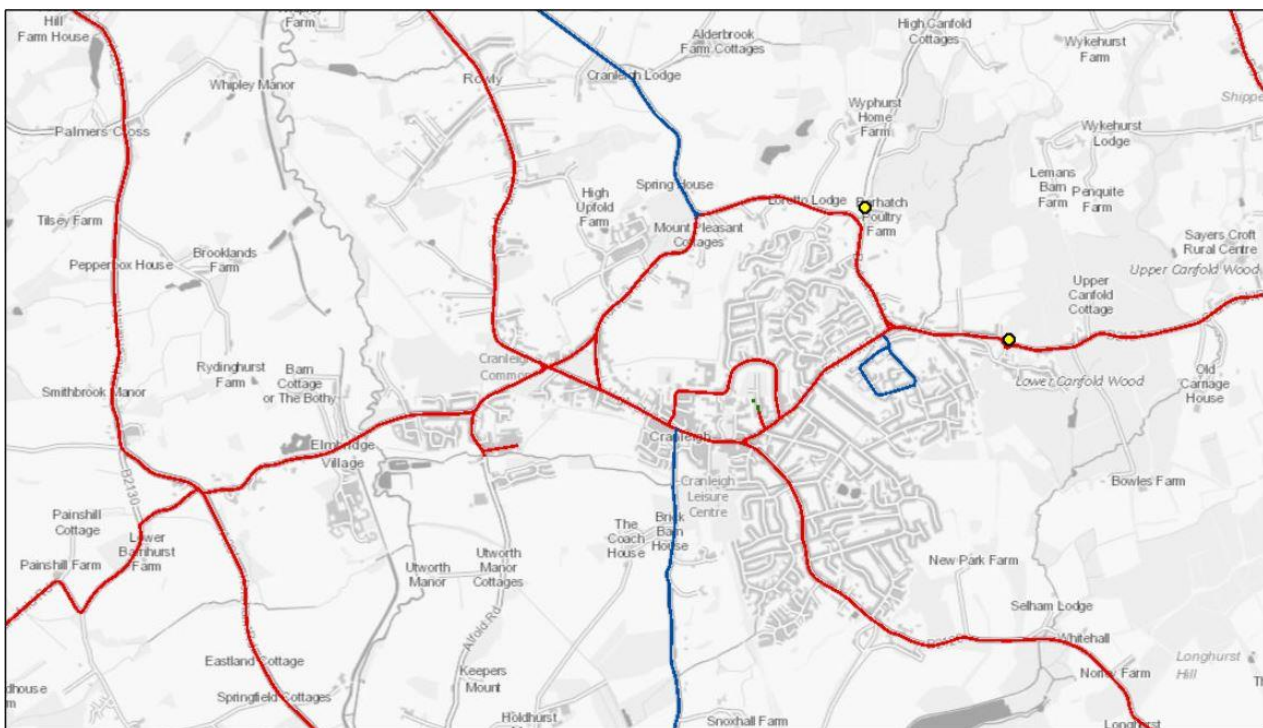 Hill
Farm House
Farm
Rowly
Alderbrook
Farm Cottages
Cranleigh Lodge
High Canfold
Cottages
Wykehurst
Farm
Whipley Manor
Palmers Cross
Wyphurst
Home
Farm
Wykehurst
Lodge
Spring House
High
Upfold
Farm
Loretto Lodge
Poultry
Farm
Lemans
Barn
Farm
Penquite
Farm
Tilsey Farm
Mount Pleasant
Cottages
Sayers Croft
Rural Centre
Brooklands
Farm
Pepperbox House
Upper Canfold Wood
Upper
Canfold
Cottage
Cranleigh
Common
Rydinghurst
Farm
Barn
Cottage
or The Bothy
Smithbrook Manor
Lower Canfold Wood
Old
Carriage
House
Elmbridge
Village
Cranleigh
B2130
Cranleigh
Leisure
Centre
Bowles Farm
Painshill
Cottage
Lower
Barnhurst
Farm
The
Coach
House
Brick
Barn
House
Painshill Farm
Utworth
Manor
Utworth
Manor
Cottages
New Park Farm
Alfold Rd
Selham Lodge
Whitehall
Eastland Cottage
Longhurst
Hill
Keepers
Mount
Springfield Cottages
Norley Farm
Holdhurst
Snoxhall Farm
Longhurst